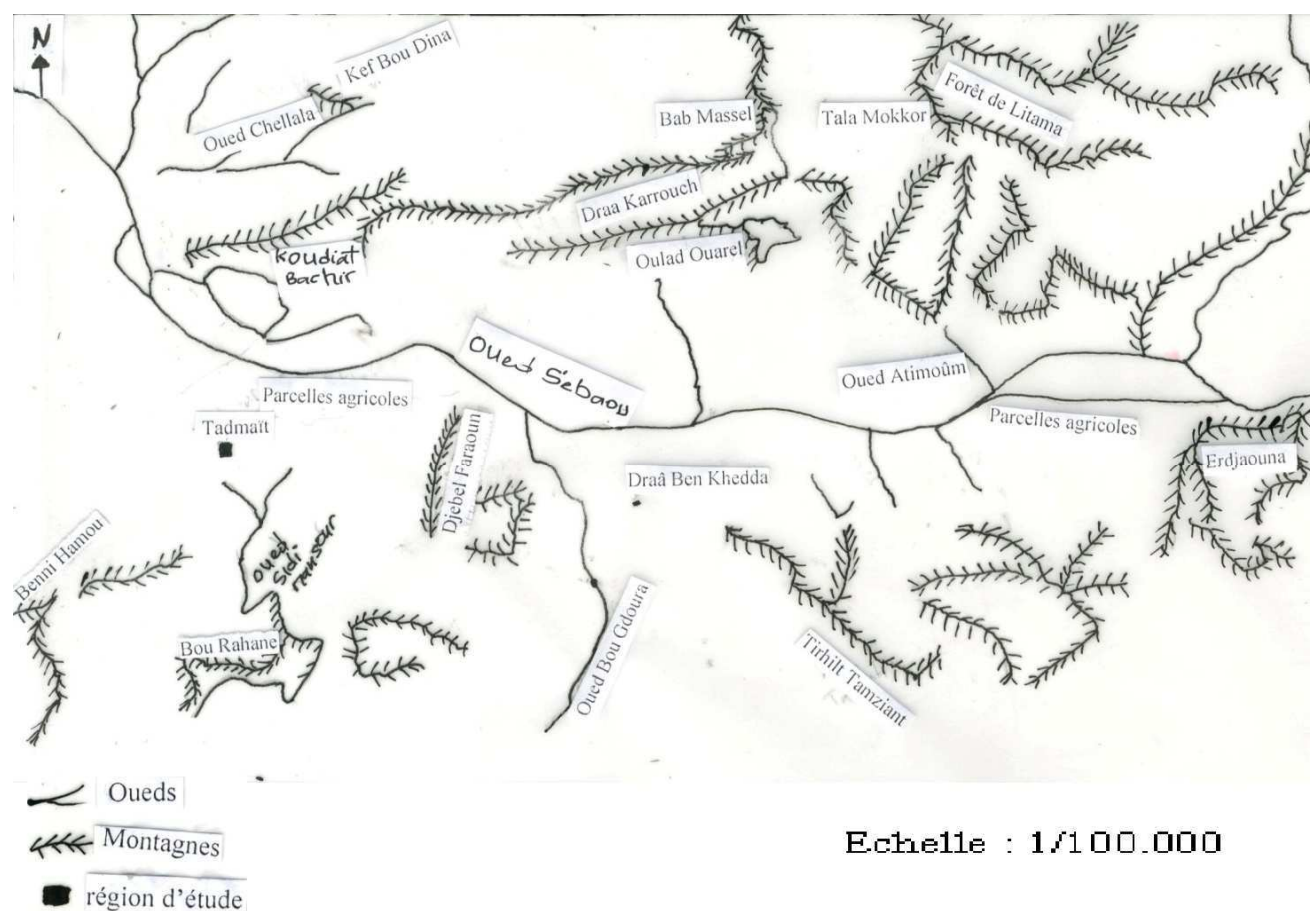 N
Kef Bou Dina
Oued Chellala
Bab Massel
Tala Mokkor
Forêt de Litama
Draa Karrouch
Koudiat
Bachir
Oulad Ouarel
Oued Sebaou
Oued Atimoûm
Parcelles agricoles
Parcelles agricoles
Tadmaït
Djebel Faraoun
Draâ Ben Khedda
Erdjaouna
Benni Hamou
Oued
Sidi
Bou Rahane
Oued Bou Gdoura
Tirhilt Tamziant
Oueds
Montagnes
région d'étude
Echelle : 1/100.000